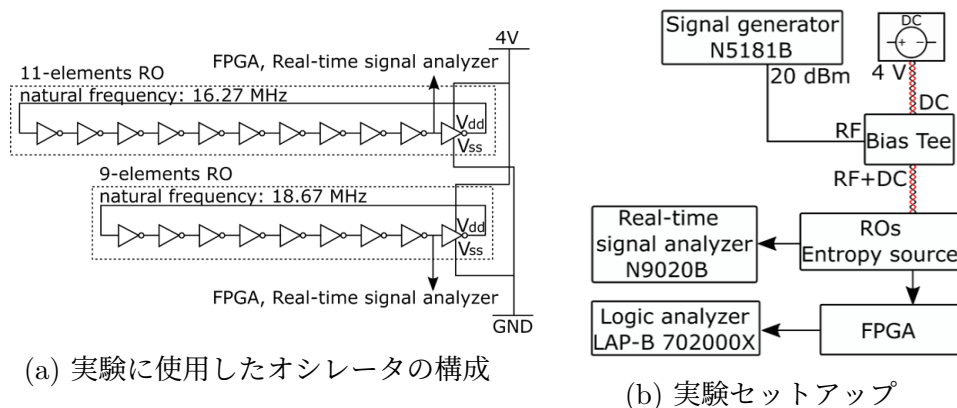 4V
FPGA, Real-time signal analyzer
11-elements RO
natural frequency: 16.27 MHz
Vdd
Vss
9-elements RO
natural frequency: 18.67 MHz
Vdd
Vss
FPGA, Real-time signal analyzer
GND
(a) 実験に使用したオシレータの構成
Signal generator
N5181B
DC
20 dBm
4 V
DC
RF
Bias Tee
RF+DC
Real-time
signal analyzer
N9020B
ROs
Entropy source
Logic analyzer
LAP-B 702000X
FPGA
(b) 実験セットアップ